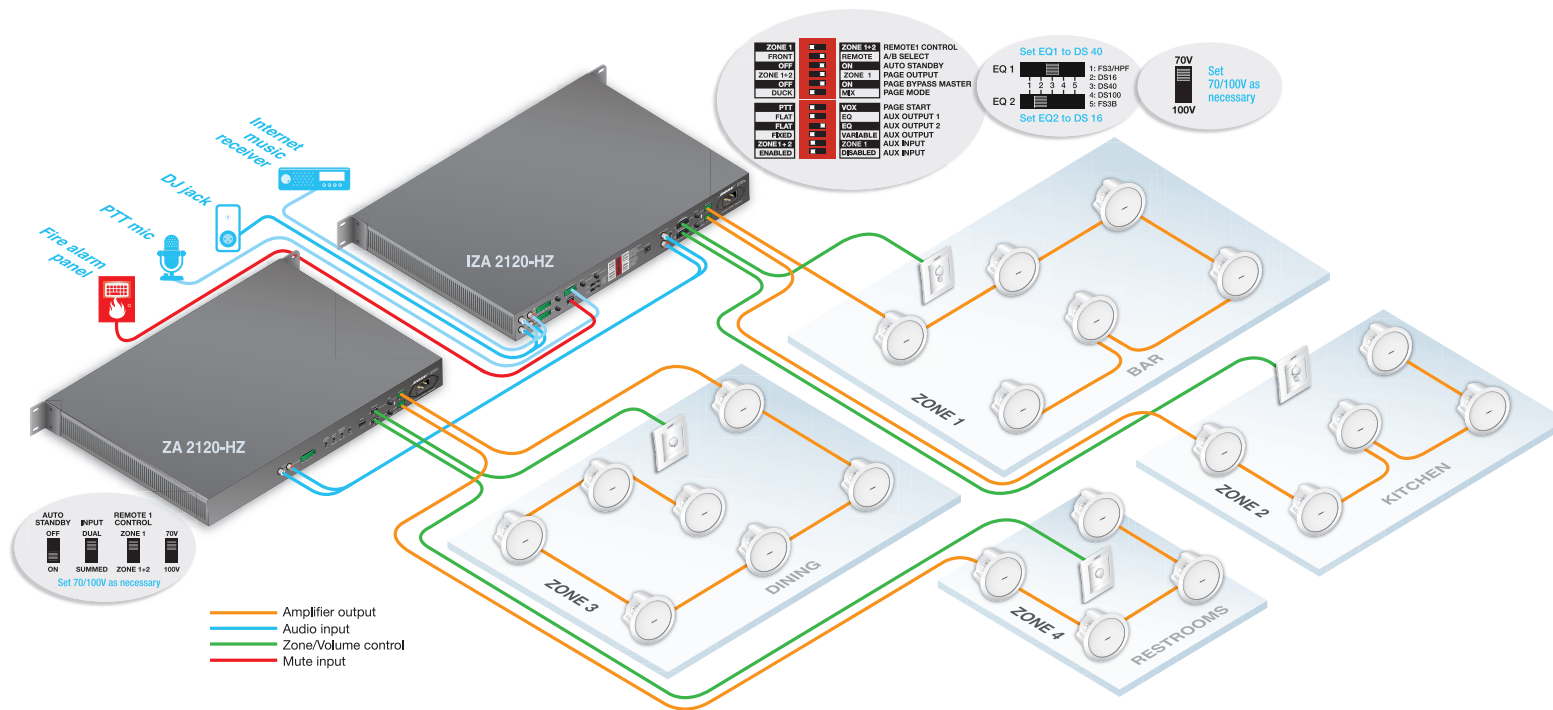 ZONE 1 ZONE 1+2 REMOTE1 CONTROL
FRONT REMOTE A/B SELECT
OFF ON AUTO STANDBY
ZONE 1+2 ZONE 1 PAGE OUTPUT
OFF ON PAGE BYPASS MASTER
DUCK MIX PAGE MODE
PTT VOX PAGE START
FLAT EQ AUX OUTPUT 1
FLAT EQ AUX OUTPUT 2
FIXED VARIABLE AUX OUTPUT
ZONE1+2 ZONE 1 AUX INPUT
ENABLED DISABLED AUX INPUT
Set EQ1 to DS 40
EQ 1
1 2 3 4 5
EQ 2
1: FS3/HPF
2: DS16
3: DS40
4: DS100
5: FS3B
Set EQ2 to DS 16
70V
100V
Set
70/100V as
necessary
Internet
music
receiver
DJ jack
PTT mic
Fire alarm
panel
IZA 2120-HZ
BOSE
ZA 2120-HZ
BOSE
ZONE 1
BAR
ZONE 2
KITCHEN
ZONE 3
DINING
ZONE 4
RESTROOMS
AUTO
STANDBY
OFF
ON
INPUT
DUAL
SUMMED
REMOTE 1
CONTROL
ZONE 1
ZONE 1+2
70V
100V
Set 70/100V as necessary
Amplifier output
Audio input
Zone/Volume control
Mute input